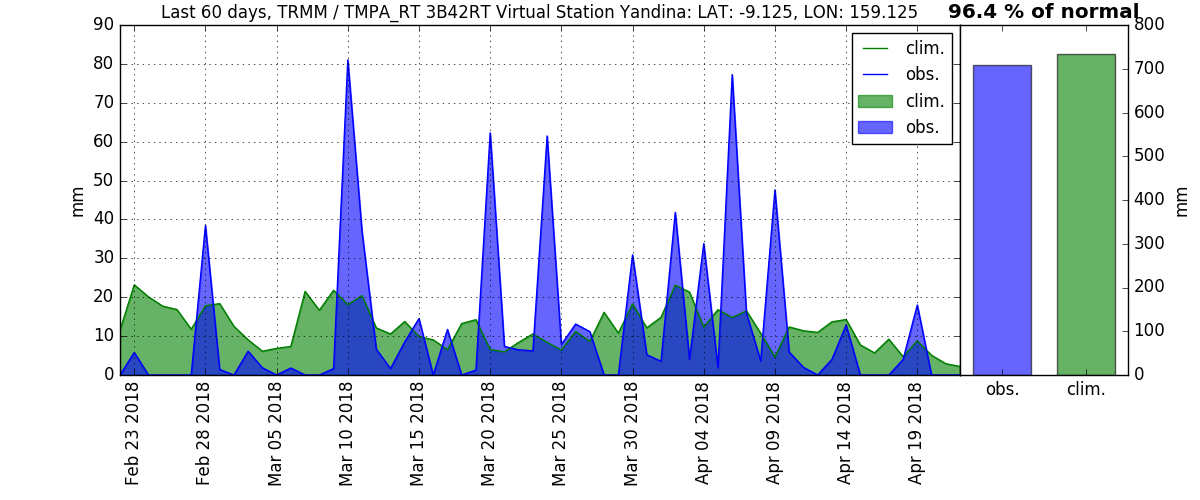 Last 60 days, TRMM / TMPA_RT 3B42RT Virtual Station Yandina: LAT: -9.125, LON: 159.125
96.4 % of normal
90
80
70
60
50
40
30
20
10
0
mm
clim.
obs.
clim.
obs.
800
700
600
500
400
300
200
100
0
mm
Feb 23 2018
Feb 28 2018
Mar 05 2018
Mar 10 2018
Mar 15 2018
Mar 20 2018
Mar 25 2018
Mar 30 2018
Apr 04 2018
Apr 09 2018
Apr 14 2018
Apr 19 2018
obs.
clim.